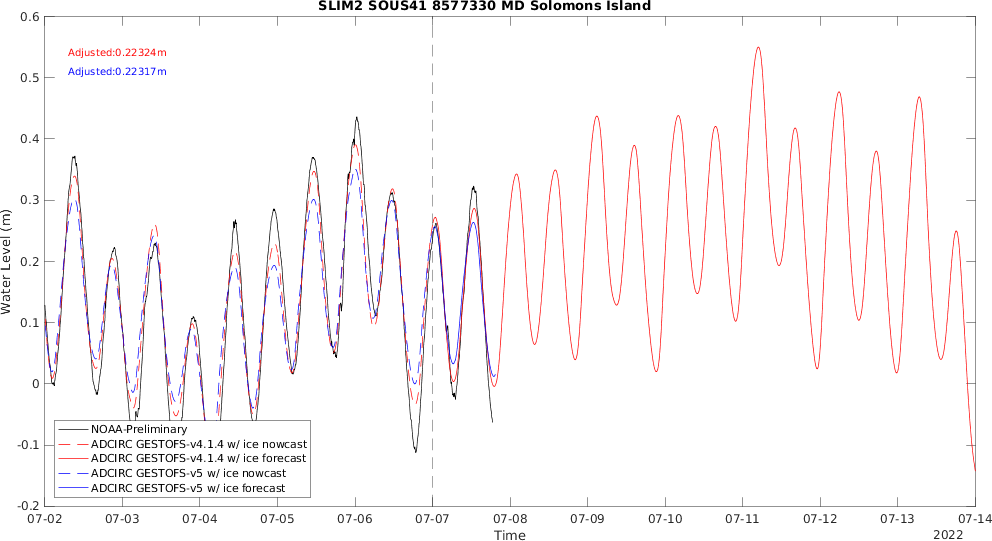 SLIM2 SOUS41 8577330 MD Solomons Island
0.6
0.5
0.4
0.3
0.2
0.1
0
-0.1
-0.2
Water Level (m)
Adjusted:0.22324m
Adjusted:0.22317m
NOAA-Preliminary
ADCIRC GESTOFS-v4.1.4 w/ ice nowcast
ADCIRC GESTOFS-v4.1.4 w/ ice forecast
ADCIRC GESTOFS-v5 w/ ice nowcast
ADCIRC GESTOFS-v5 w/ ice forecast
07-02 07-03 07-04 07-05 07-06 07-07 07-08 07-09 07-10 07-11 07-12 07-13 07-14
Time
2022